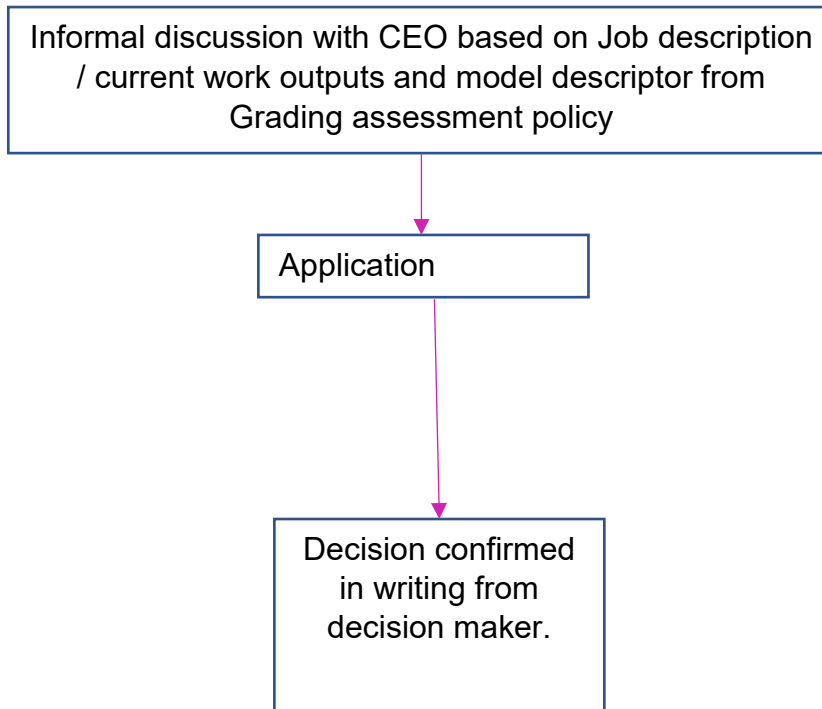 Informal discussion with CEO based on Job description
/ current work outputs and model descriptor from
Grading assessment policy
Application
Decision confirmed
in writing from
decision maker.